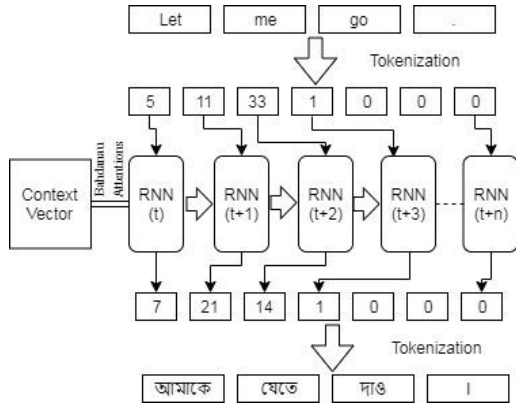 Let me go .
Tokenization
5 11 33 1 0 0 0
Bahdanau Attentions
Context Vector
RNN (t) RNN (t+1) RNN (t+2) RNN (t+3) RNN (t+n)
7 21 14 1 0 0 0
Tokenization
আমাকে যেতে দাও ।